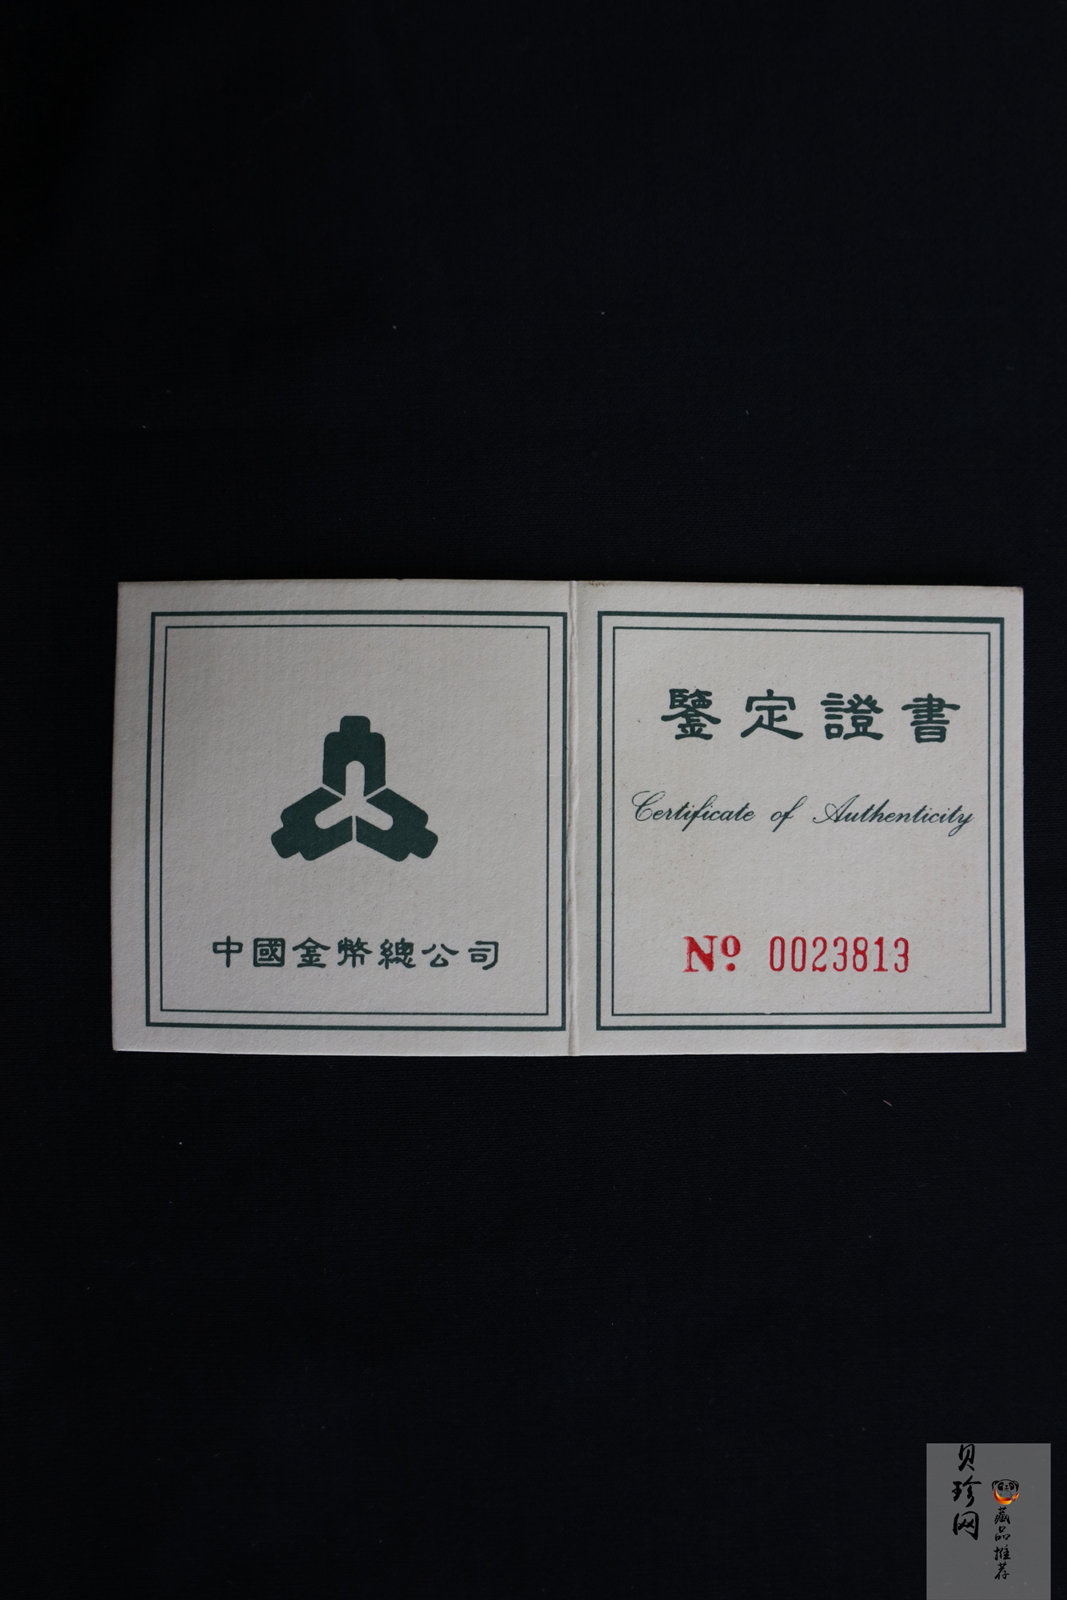 中國金幣總公司
鑒定證書
Certificate of Authenticity
Nº 0023813
贝珍网
藏品推荐